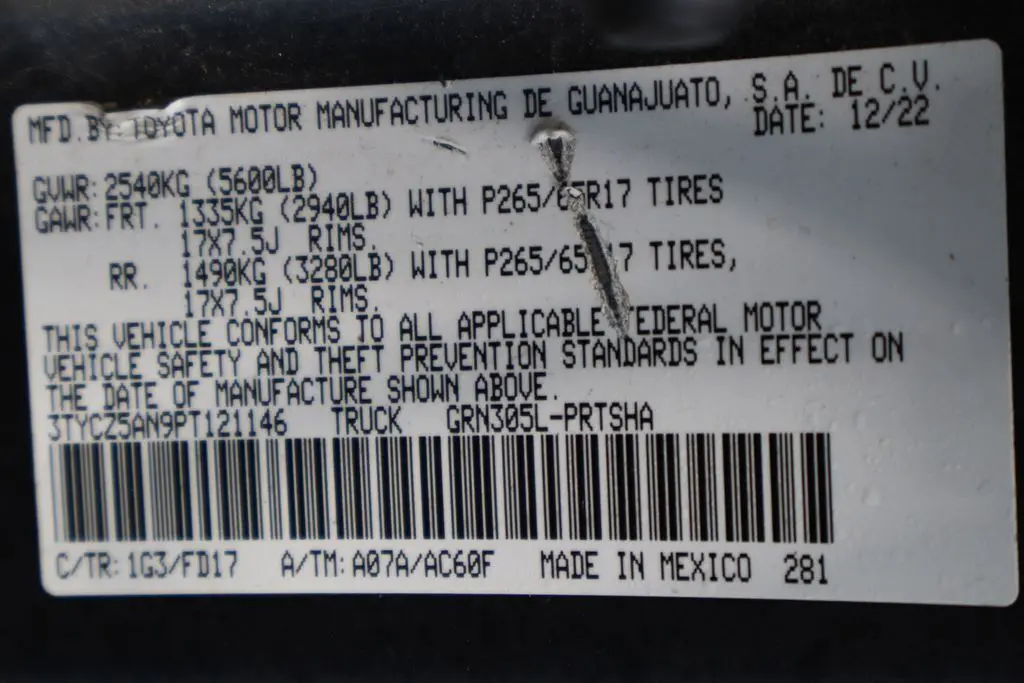 MFD.BY: TOYOTA MOTOR MANUFACTURING DE GUANAJUATO, S.A. DE C.V.
DATE: 12/22
GVWR: 2540KG (5600LB)
GAWR: FRT. 1335KG (2940LB) WITH P265/65R17 TIRES
17X7.5J RIMS.
RR. 1490KG (3280LB) WITH P265/65R17 TIRES,
17X7.5J RIMS.
THIS VEHICLE CONFORMS TO ALL APPLICABLE FEDERAL MOTOR
VEHICLE SAFETY AND THEFT PREVENTION STANDARDS IN EFFECT ON
THE DATE OF MANUFACTURE SHOWN ABOVE.
3TYCZ5AN9PT121146 TRUCK GRN305L-PRTSHA
C/TR: 1G3/FD17 A/TM: A07A/AC60F MADE IN MEXICO 281